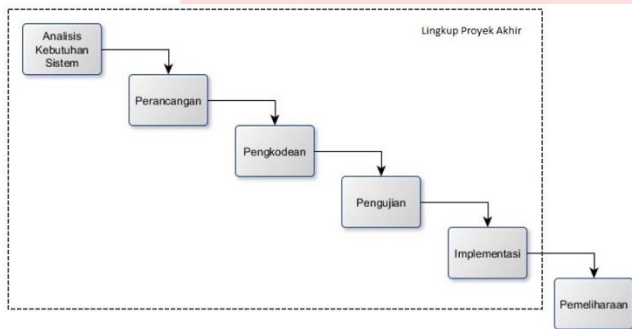 Lingkup Proyek Akhir
Analisis
Kebutuhan
Sistem
Perancangan
Pengkodean
Pengujian
Implementasi
Pemeliharaan